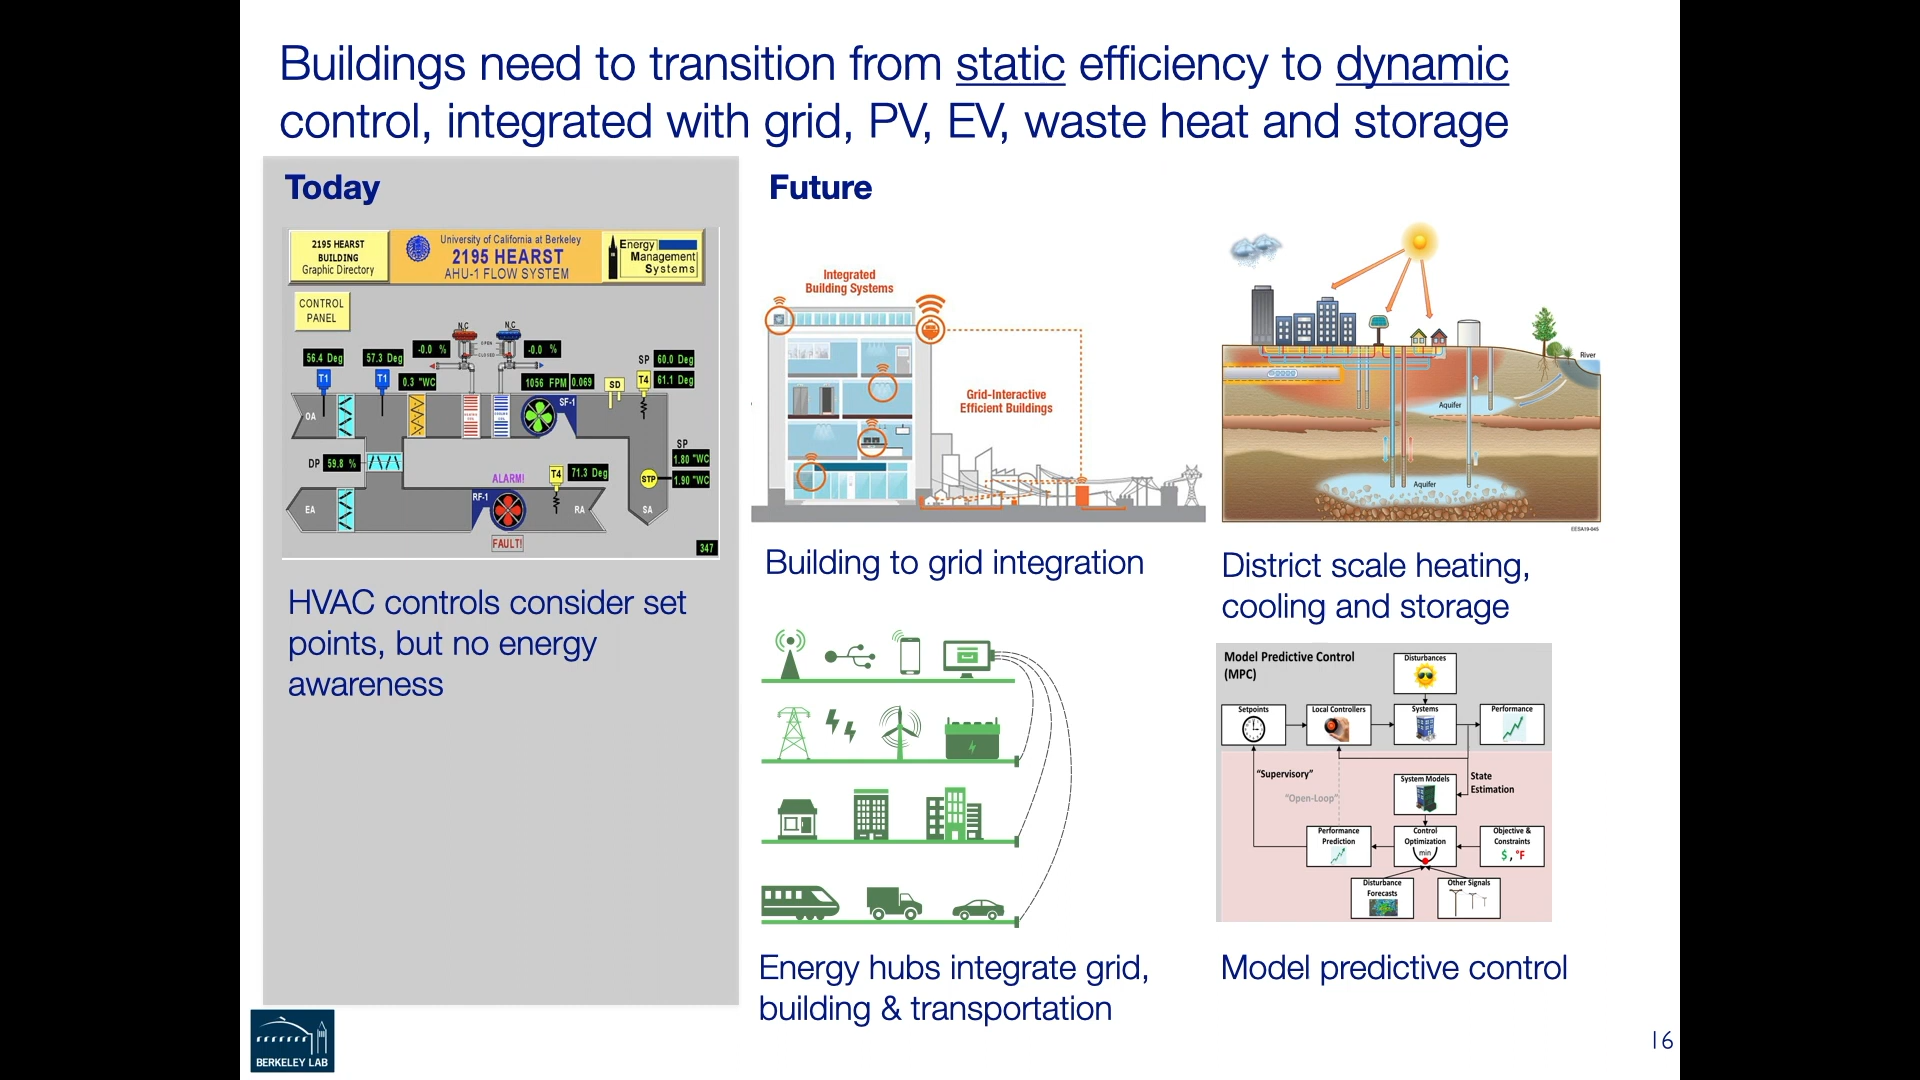 Buildings need to transition from static efficiency to dynamic
control, integrated with grid, PV, EV, waste heat and storage
Today
2195 HEARST
BUILDING
Graphic Directory
University of California at Berkeley
2195 HEARST
AHU-1 FLOW SYSTEM
Energy
Management
Systems
CONTROL
PANEL
N.C
N.C
OPEN
CLOSED
-0.0 %
-0.0 %
56.4 Deg
57.3 Deg
SP 60.0 Deg
T1
T1
0.3 "WC
1056 FPM
0.069
SD
T4
61.1 Deg
OA
SF-1
DP 59.8 %
SP
1.80 "WC
ALARM!
T4
71.3 Deg
STP
1.90 "WC
RF-1
EA
RA
SA
FAULT!
347
HVAC controls consider set
points, but no energy
awareness
Future
Integrated
Building Systems
Grid-Interactive
Efficient Buildings
Building to grid integration
River
Aquifer
Aquifer
EESA19-045
District scale heating,
cooling and storage
Energy hubs integrate grid,
building & transportation
Model Predictive Control
(MPC)
Disturbances
Setpoints
Local Controllers
Systems
Performance
"Supervisory"
"Open-Loop"
System Models
State
Estimation
Performance
Prediction
Control
Optimization
min
Objective &
Constraints
$, °F
Disturbance
Forecasts
Other Signals
Model predictive control
BERKELEY LAB
16